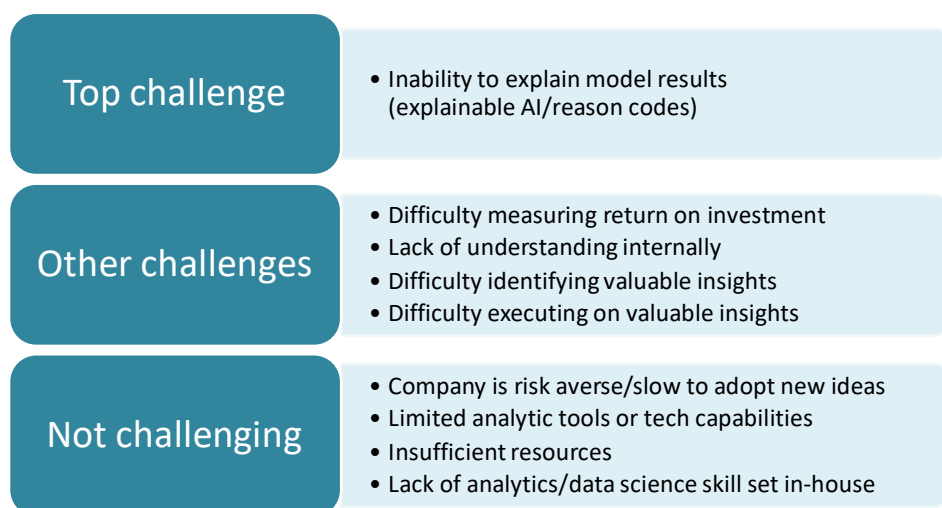 Top challenge
• Inability to explain model results
(explainable AI/reason codes)
Other challenges
• Difficulty measuring return on investment
• Lack of understanding internally
• Difficulty identifying valuable insights
• Difficulty executing on valuable insights
Not challenging
• Company is risk averse/slow to adopt new ideas
• Limited analytic tools or tech capabilities
• Insufficient resources
• Lack of analytics/data science skill set in-house